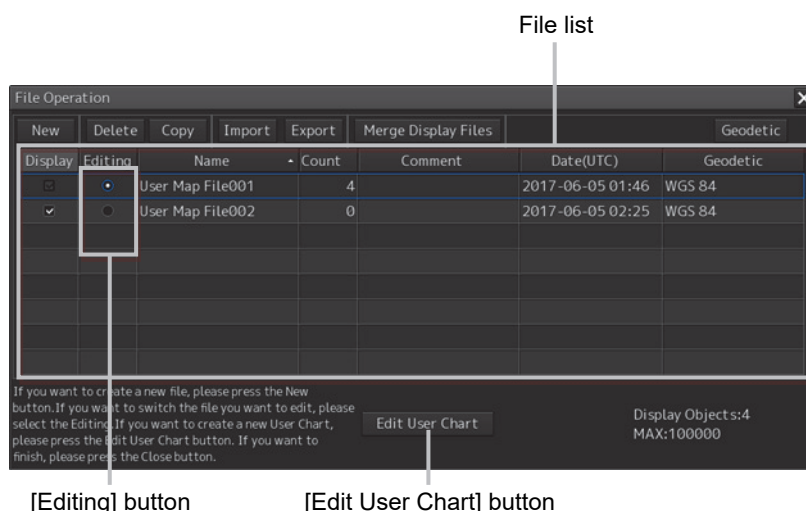 File list
File Operation
New Delete Copy Import Export Merge Display Files Geodetic
Display Editing Name Count Comment Date(UTC) Geodetic
User Map File001 4 2017-06-05 01:46 WGS 84
User Map File002 0 2017-06-05 02:25 WGS 84
If you want to create a new file, please press the New
button.If you want to switch the file you want to edit, please
select the Editing.If you want to create a new User Chart,
please press the Edit User Chart button. If you want to
finish, please press the Close button.
Edit User Chart
Display Objects:4
MAX:100000
[Editing] button [Edit User Chart] button